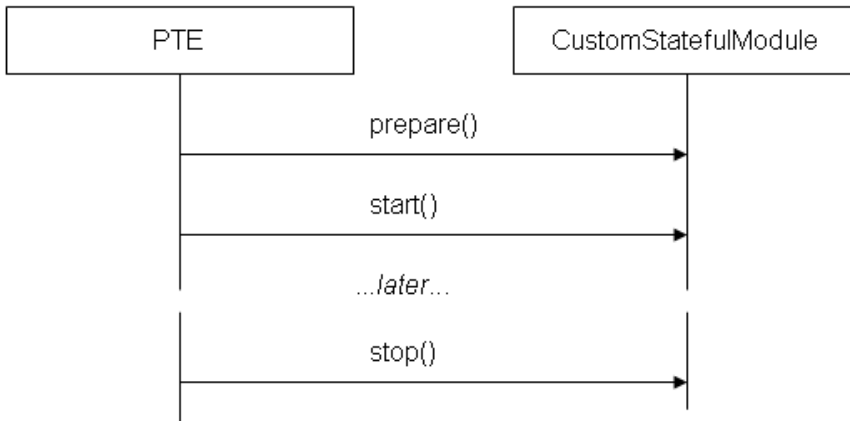 PTE
CustomStatefulModule
prepare()
start()
...later...
stop()